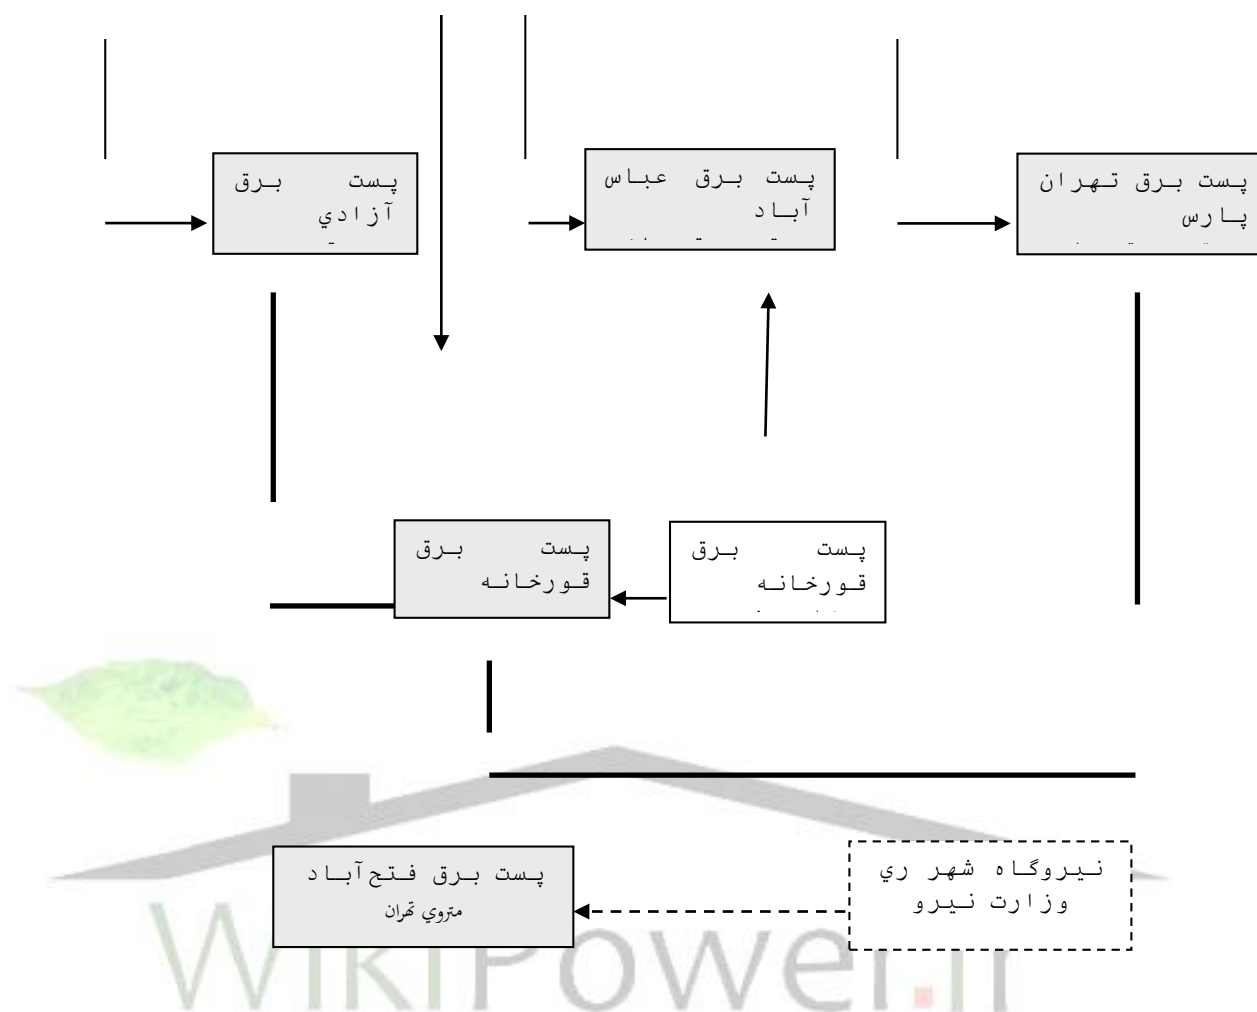 پست برق
آزادي
پست برق عباس
آباد
پست برق تهران
پارس
پست برق
قورخانه
پست برق
قورخانه
پست برق فتح‌آباد
متروي تهران
نيروگاه شهر ري
وزارت نيرو
WikiPower.ir